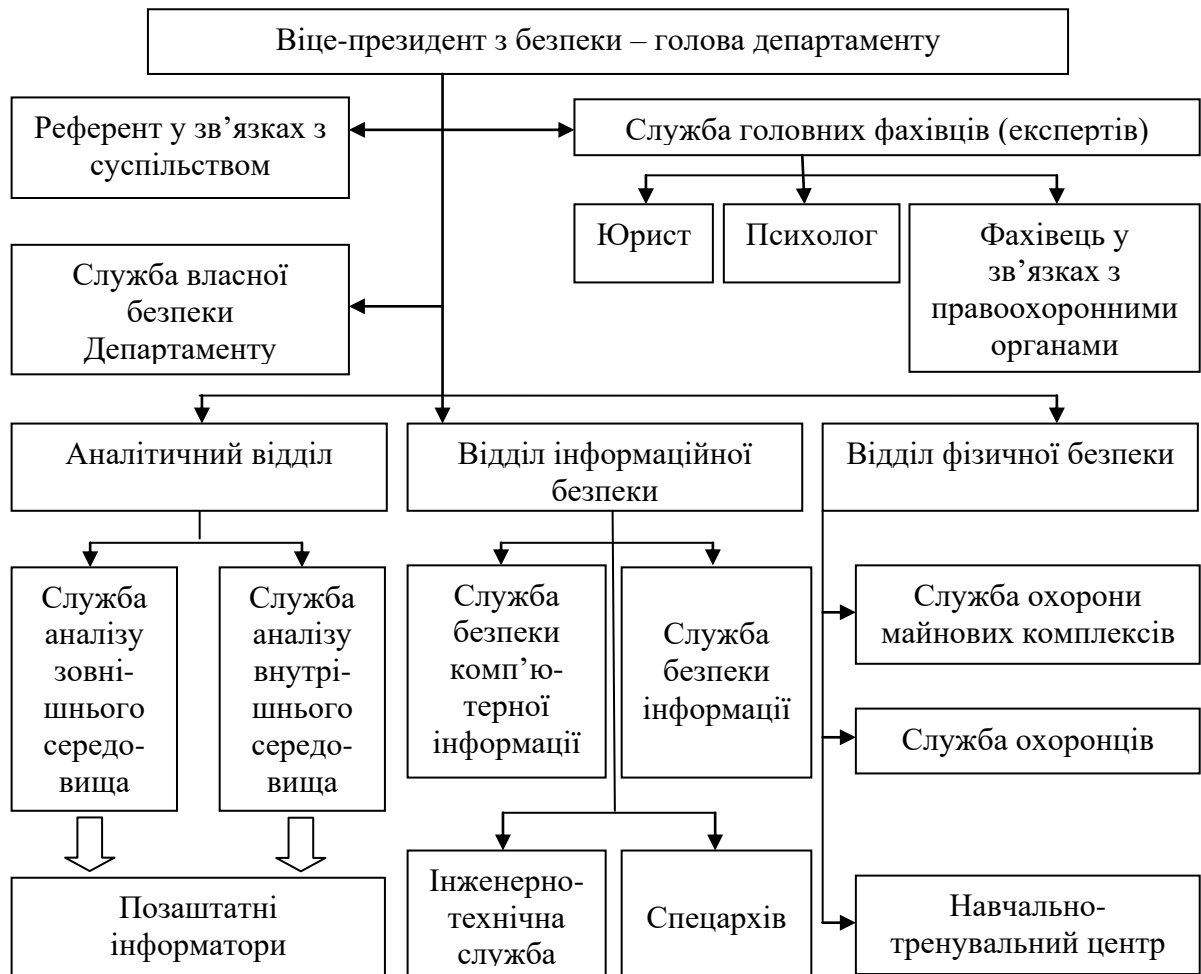 Віце-президент з безпеки – голова департаменту
Референт у зв’язках з
суспільством
Служба головних фахівців (експертів)
Юрист
Психолог
Фахівець у
зв’язках з
правоохоронними
органами
Служба власної
безпеки
Департаменту
Аналітичний відділ
Відділ інформаційної
безпеки
Відділ фізичної безпеки
Служба
аналізу
зовні-
шнього
середо-
вища
Служба
аналізу
внутрі-
шнього
середо-
вища
Служба
безпеки
комп’ю-
терної
інформації
Служба
безпеки
інформації
Служба охорони
майнових комплексів
Служба охоронців
Позаштатні
інформатори
Інженерно-
технічна
служба
Спецархів
Навчально-
тренувальний центр